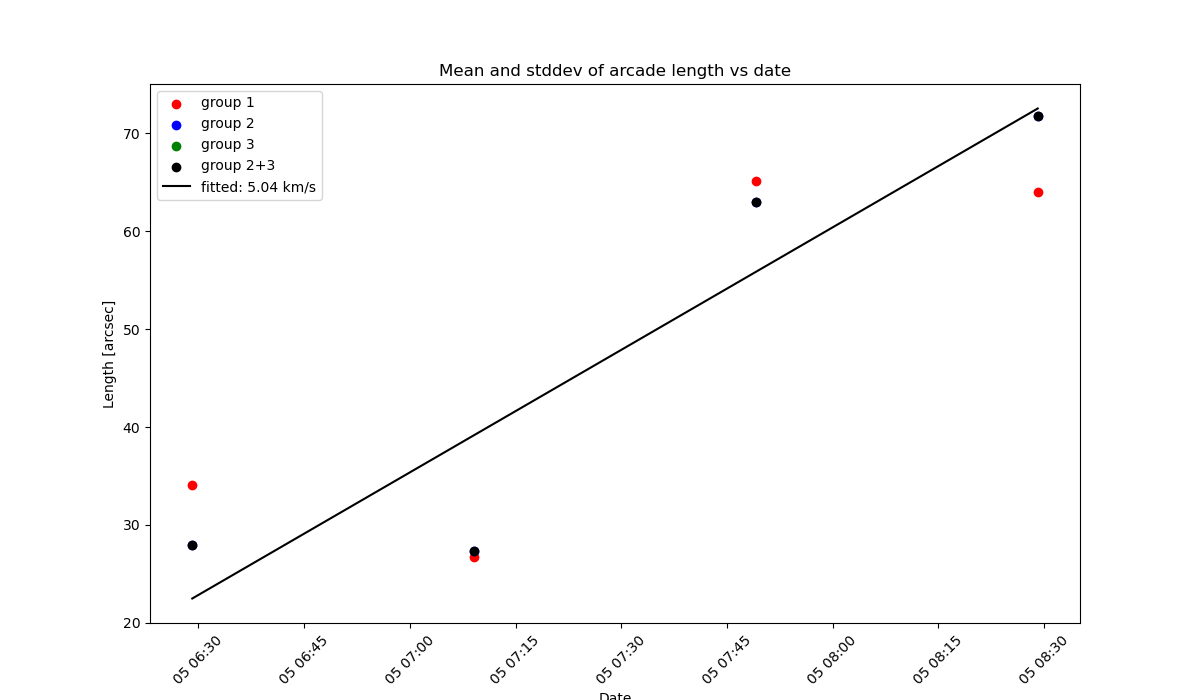 Mean and stddev of arcade length vs date
group 1
group 2
group 3
group 2+3
fitted: 5.04 km/s
Length [arcsec]
70
60
50
40
30
20
05 06:30
05 06:45
05 07:00
05 07:15
05 07:30
05 07:45
05 08:00
05 08:15
05 08:30
Date